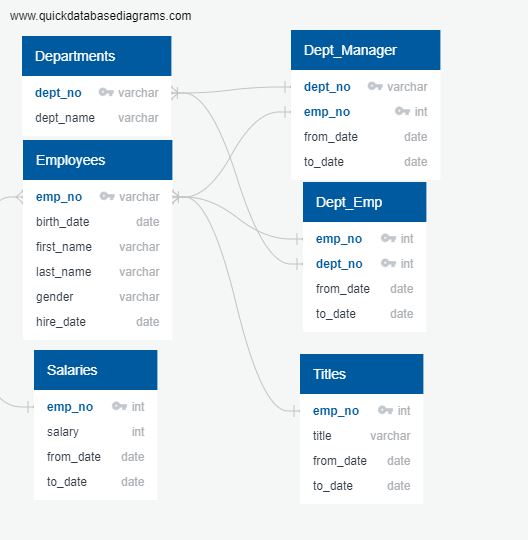 www.quickdatabasediagrams.com
Departments
dept_no varchar
dept_name varchar
Employees
emp_no varchar
birth_date date
first_name varchar
last_name varchar
gender varchar
hire_date date
Salaries
emp_no int
salary int
from_date date
to_date date
Dept_Manager
dept_no varchar
emp_no int
from_date date
to_date date
Dept_Emp
emp_no int
dept_no int
from_date date
to_date date
Titles
emp_no int
title varchar
from_date date
to_date date